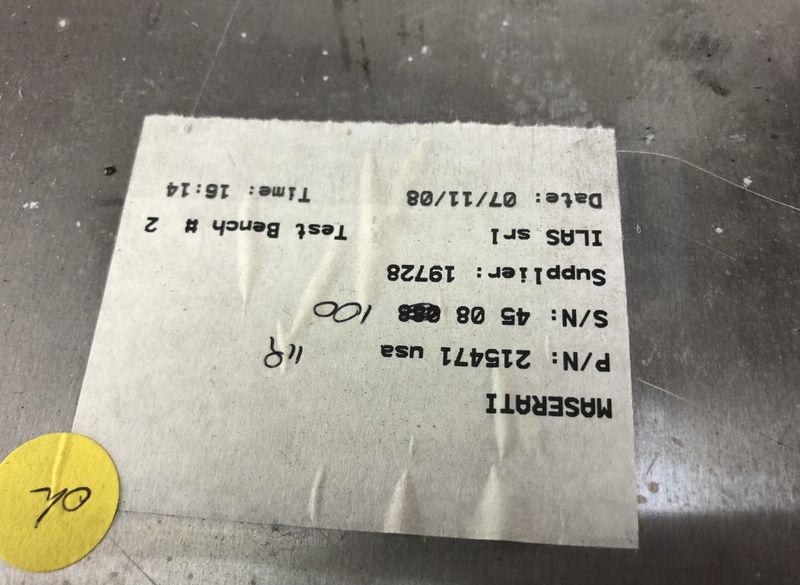 MASERATI
P/N: 215471 usa
S/N: 45 08 100
Supplier: 19728
ILAS srl Test Bench # 2
Date: 07/11/08 Time: 16:14
ok